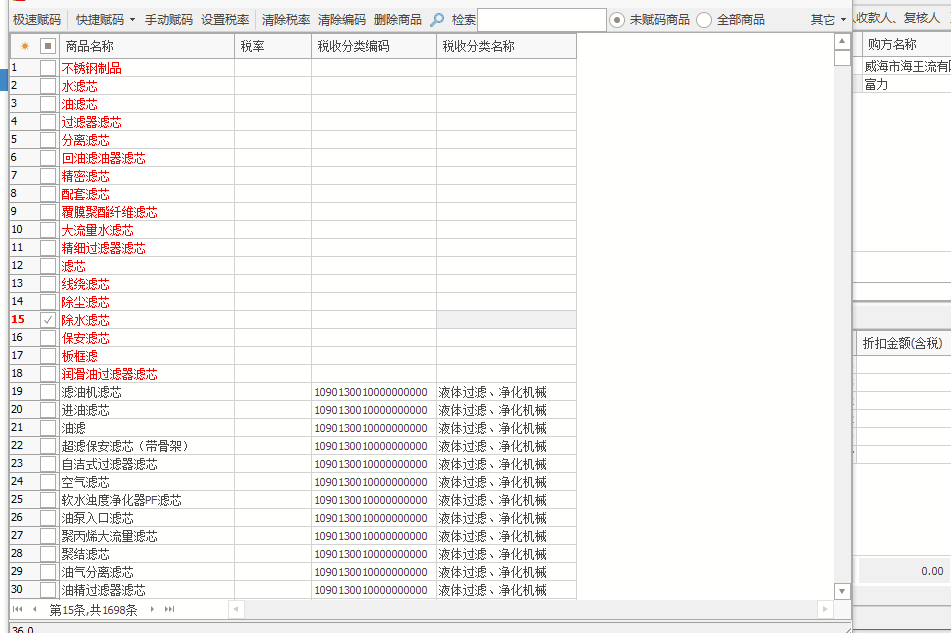 极速赋码 快捷赋码 手动赋码 设置税率 清除税率 清除编码 删除商品 检索 未赋码商品 全部商品 其它
收款人、复核人
商品名称 税率 税收分类编码 税收分类名称
购方名称
1 不锈钢制品
威海市海王流有
2 水滤芯
富力
3 油滤芯
4 过滤器滤芯
5 分离滤芯
6 回油滤油器滤芯
7 精密滤芯
8 配套滤芯
9 覆膜聚酯纤维滤芯
10 大流量水滤芯
11 精细过滤器滤芯
12 滤芯
13 线绕滤芯
14 除尘滤芯
15 除水滤芯
16 保安滤芯
折扣金额(含税)
17 板框滤
18 润滑油过滤器滤芯
19 滤油机滤芯 1090130010000000000 液体过滤、净化机械
20 进油滤芯 1090130010000000000 液体过滤、净化机械
21 油滤 1090130010000000000 液体过滤、净化机械
22 超滤保安滤芯（带骨架） 1090130010000000000 液体过滤、净化机械
23 自洁式过滤器滤芯 1090130010000000000 液体过滤、净化机械
24 空气滤芯 1090130010000000000 液体过滤、净化机械
25 软水浊度净化器PF滤芯 1090130010000000000 液体过滤、净化机械
26 油泵入口滤芯 1090130010000000000 液体过滤、净化机械
27 聚丙烯大流量滤芯 1090130010000000000 液体过滤、净化机械
28 聚结滤芯 1090130010000000000 液体过滤、净化机械
29 油气分离滤芯 1090130010000000000 液体过滤、净化机械
0.00
30 油精过滤器滤芯 1090130010000000000 液体过滤、净化机械
第15条,共1698条
36.0